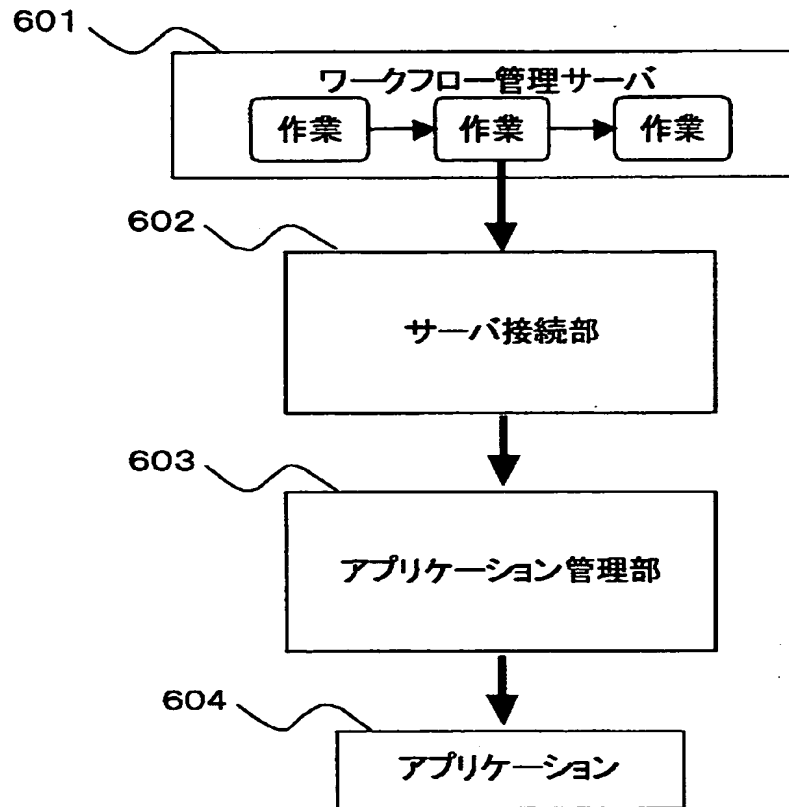 601
ワークフロー管理サーバ
作業 作業 作業
602
サーバ接続部
603
アプリケーション管理部
604
アプリケーション